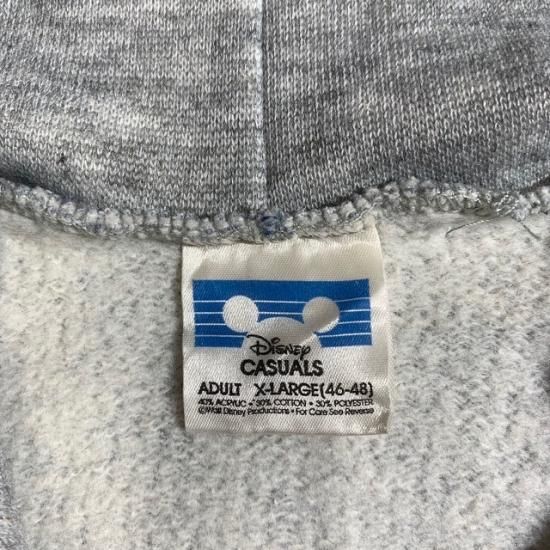 Disney
CASUALS
ADULT X-LARGE(46-48)
40% ACRYLIC • 30% COTTON • 30% POLYESTER
©Walt Disney Productions • For Care See Reverse